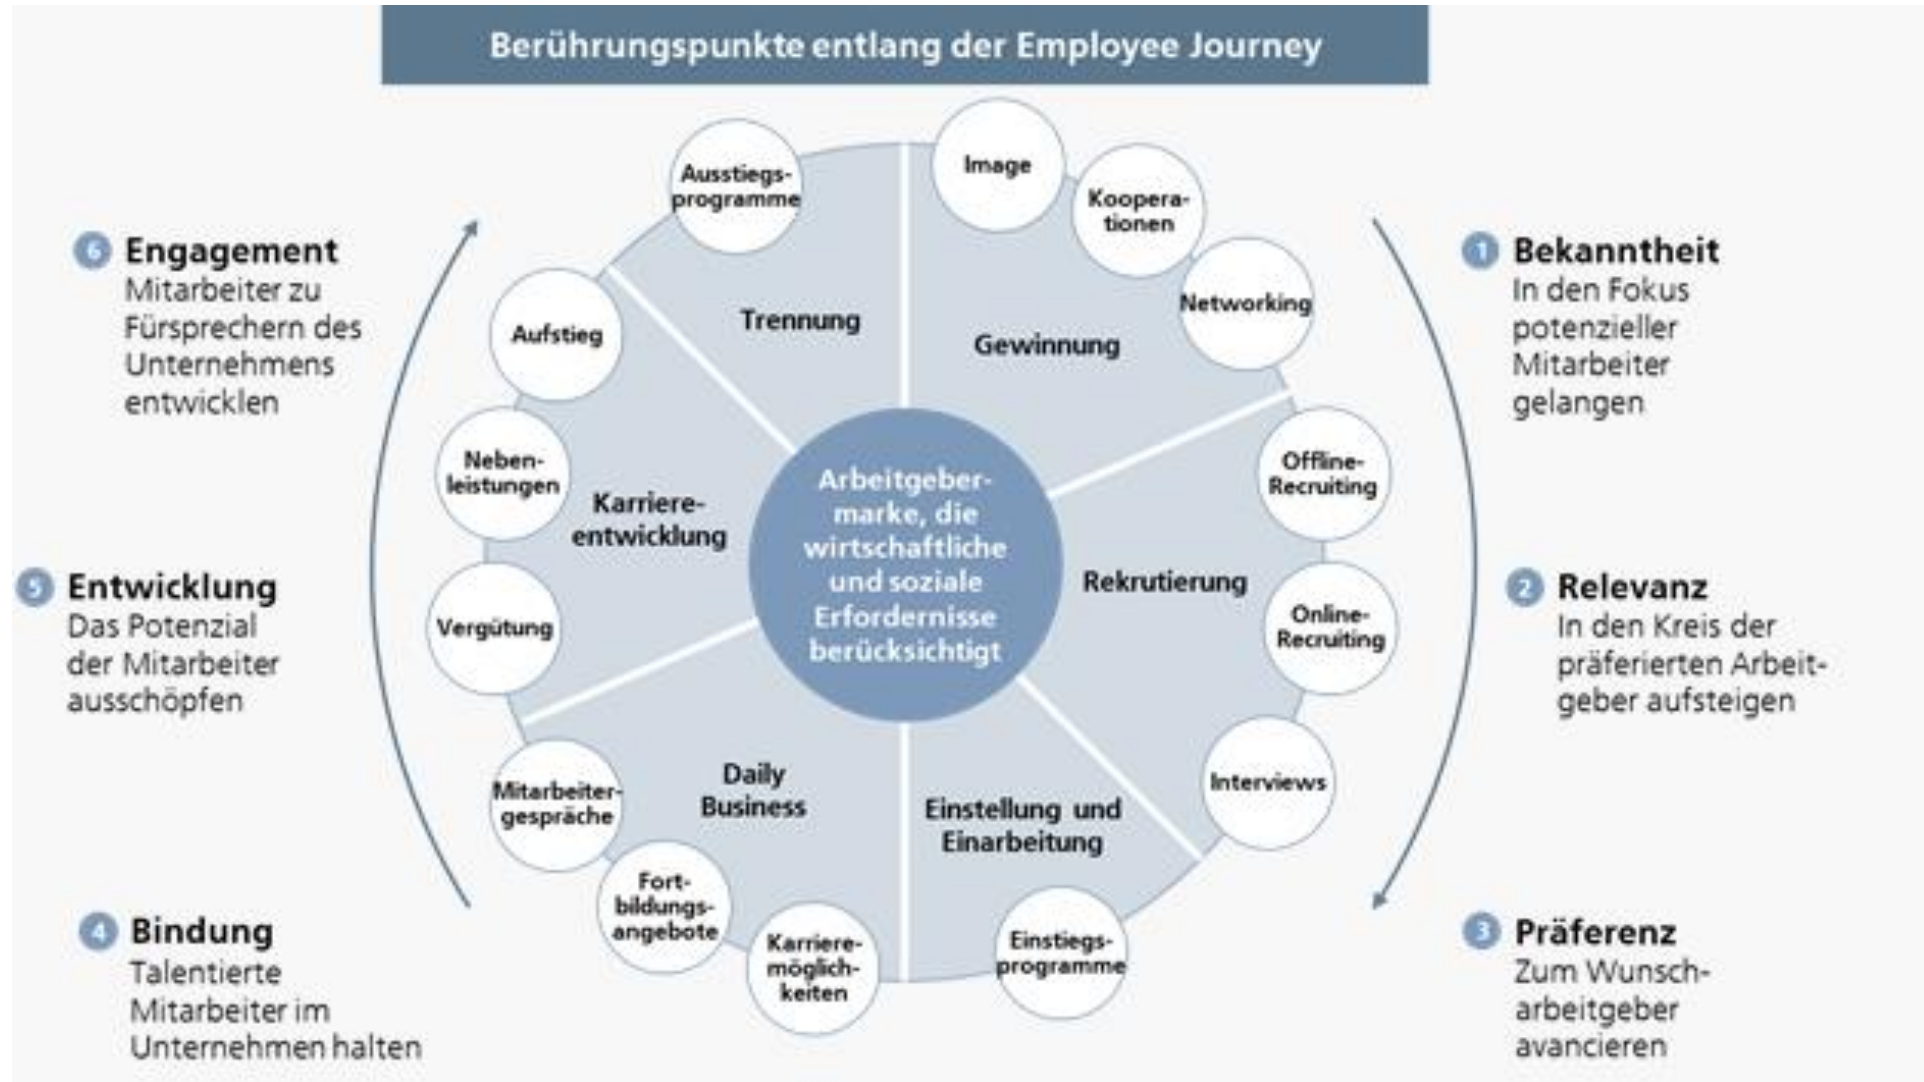 Berührungspunkte entlang der Employee Journey
Image
Koopera-
tionen
Networking
Gewinnung
Offline-
Recruiting
Online-
Recruiting
Interviews
Rekrutierung
Einstellung und
Einarbeitung
Einstiegs-
programme
Daily
Business
Karriere-
möglich-
keiten
Fort-
bildungs-
angebote
Mitarbeiter-
gespräche
Karriere-
entwicklung
Vergütung
Neben-
leistungen
Aufstieg
Trennung
Ausstiegs-
programme
Arbeitgeber-
marke, die
wirtschaftliche
und soziale
Erfordernisse
berücksichtigt
1 Bekanntheit
In den Fokus
potenzieller
Mitarbeiter
gelangen
2 Relevanz
In den Kreis der
präferierten Arbeit-
geber aufsteigen
3 Präferenz
Zum Wunsch-
arbeitgeber
avancieren
4 Bindung
Talentierte
Mitarbeiter im
Unternehmen halten
5 Entwicklung
Das Potenzial
der Mitarbeiter
ausschöpfen
6 Engagement
Mitarbeiter zu
Fürsprechern des
Unternehmens
entwicklen